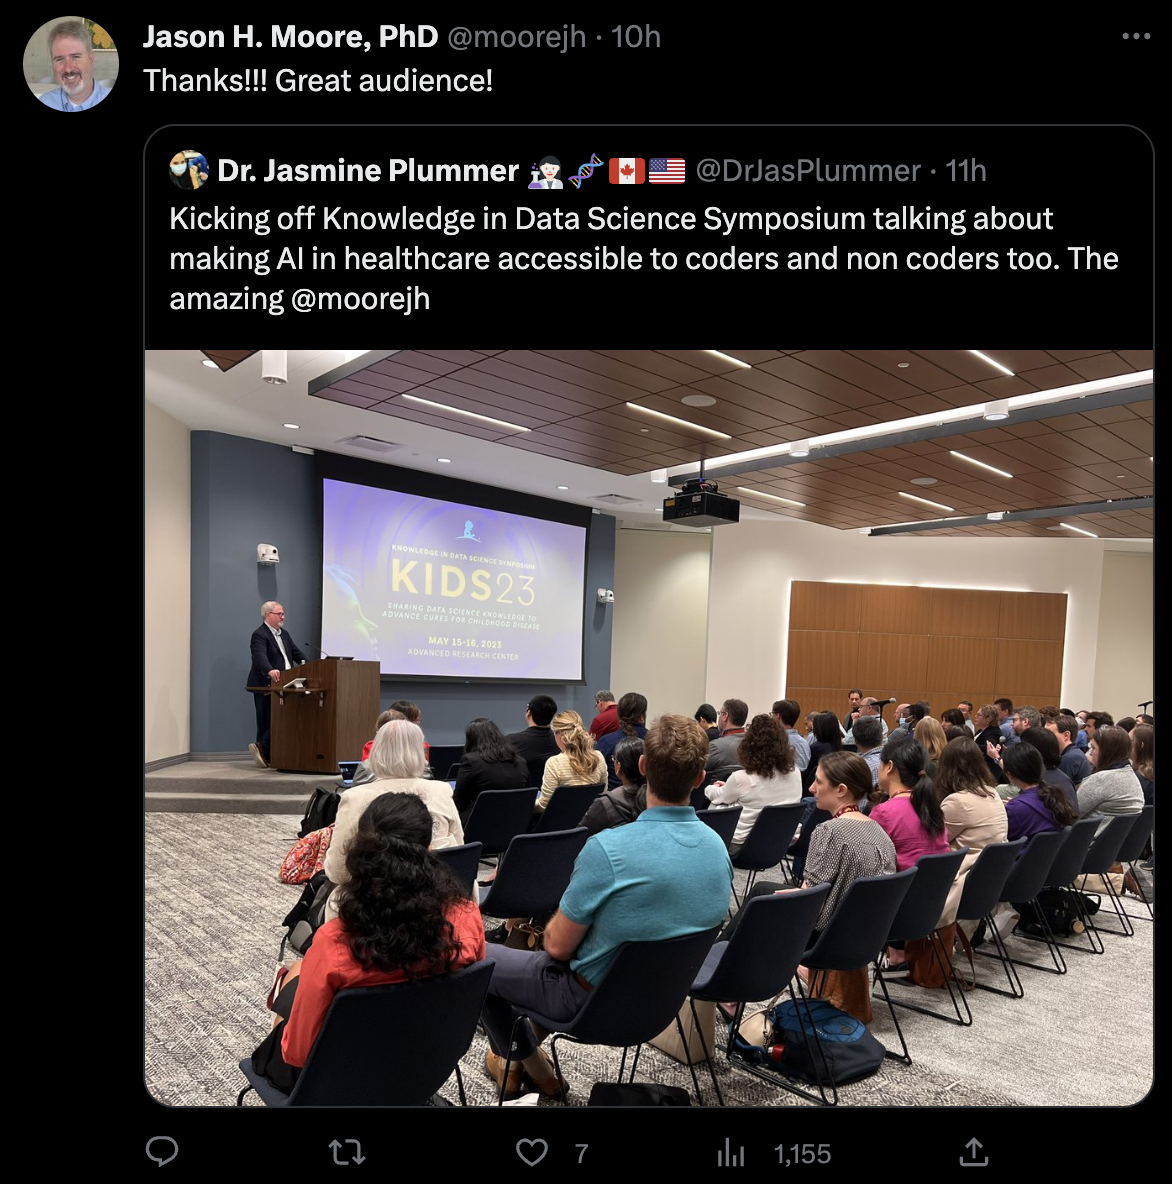 Jason H. Moore, PhD @moorejh · 10h
Thanks!!! Great audience!
Dr. Jasmine Plummer 👩🏻‍🔬🧬🇨🇦🇺🇸 @DrJasPlummer · 11h
Kicking off Knowledge in Data Science Symposium talking about
making AI in healthcare accessible to coders and non coders too. The
amazing @moorejh
KNOWLEDGE IN DATA SCIENCE SYMPOSIUM
KIDS23
SHARING DATA SCIENCE KNOWLEDGE TO
ADVANCE CURES FOR CHILDHOOD DISEASE
MAY 15-16, 2023
ADVANCED RESEARCH CENTER
7
1,155